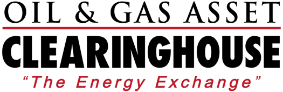 OIL & GAS ASSET
CLEARINGHOUSE
"The Energy Exchange"